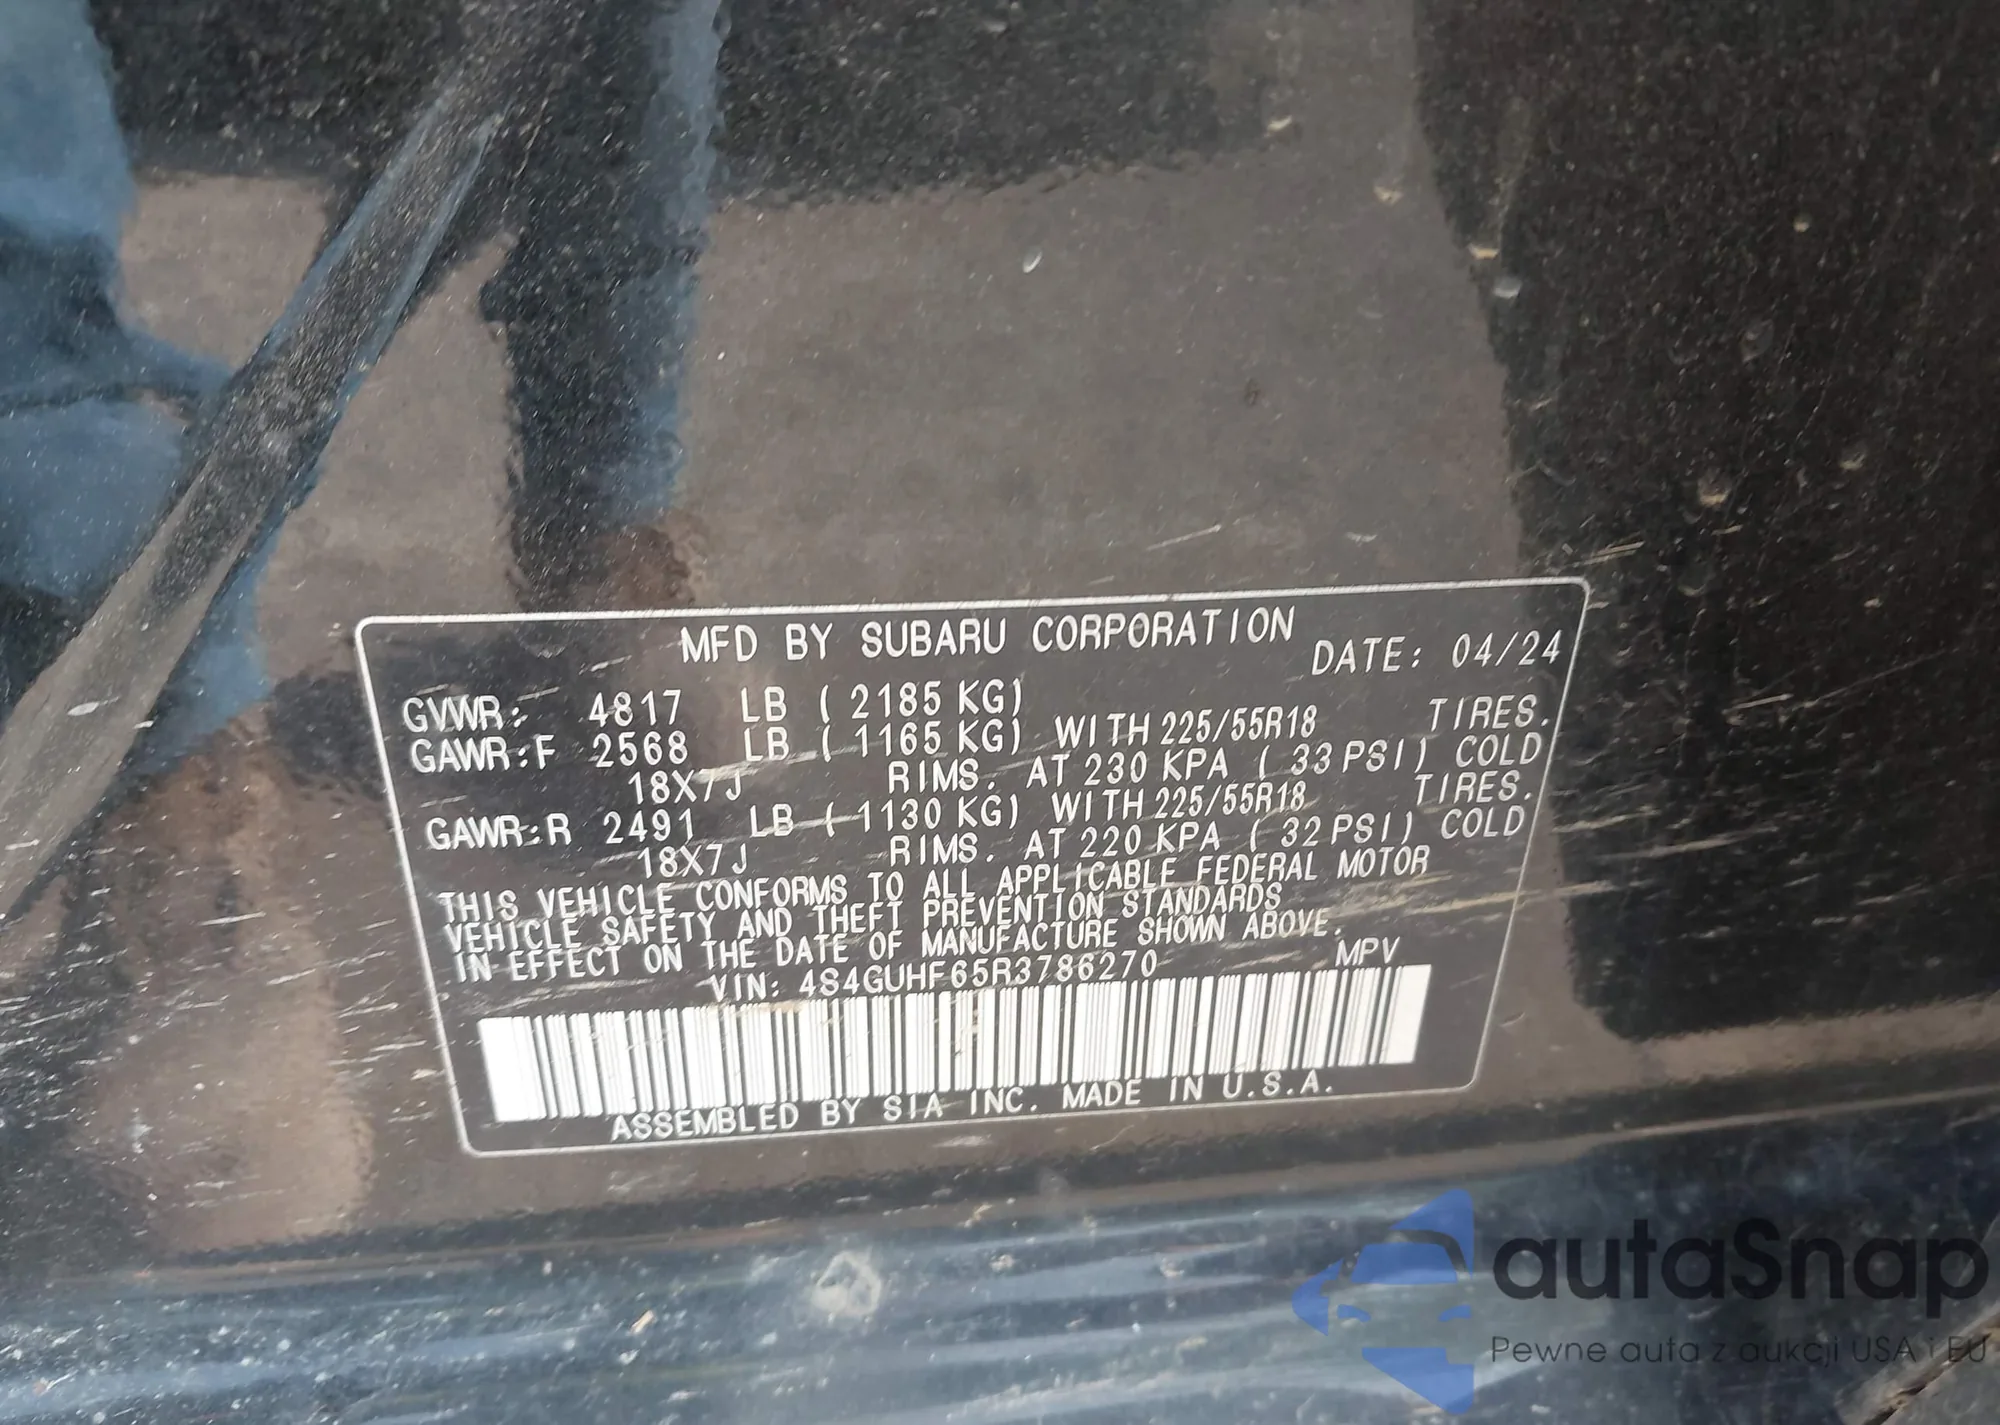 MFD BY SUBARU CORPORATION DATE: 04/24
GVWR: 4817 LB ( 2185 KG)
GAWR:F 2568 LB ( 1165 KG) WITH 225/55R18 TIRES.
18X7J RIMS. AT 230 KPA ( 33 PSI) COLD
GAWR:R 2491 LB ( 1130 KG) WITH 225/55R18 TIRES.
18X7J RIMS. AT 220 KPA ( 32 PSI) COLD
THIS VEHICLE CONFORMS TO ALL APPLICABLE FEDERAL MOTOR
VEHICLE SAFETY AND THEFT PREVENTION STANDARDS
IN EFFECT ON THE DATE OF MANUFACTURE SHOWN ABOVE.
VIN: 4S4GUHF65R3786270 MPV
ASSEMBLED BY SIA INC. MADE IN U.S.A.
autaSnap
Pewne auta z aukcji USA i EU